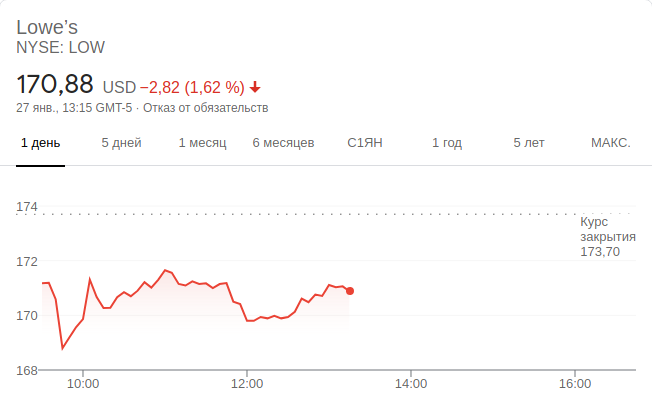 Lowe's
NYSE: LOW
170,88 USD −2,82 (1,62 %)
27 янв., 13:15 GMT-5 · Отказ от обязательств
1 день 5 дней 1 месяц 6 месяцев С1ЯН 1 год 5 лет МАКС.
174
Курс
закрытия
173,70
172
170
168
10:00 12:00 14:00 16:00